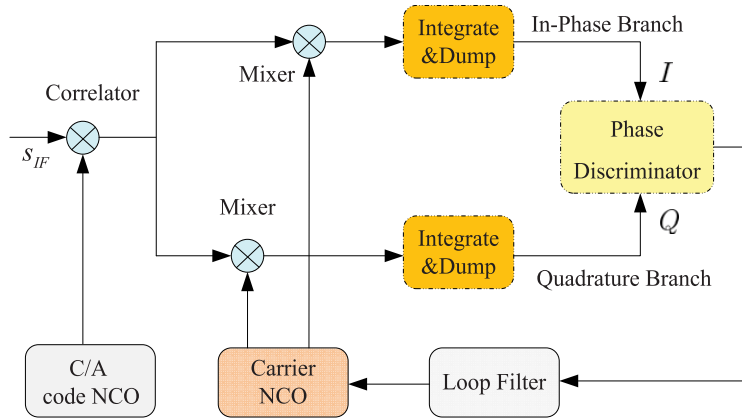 Integrate
&Dump
In-Phase Branch
Mixer
I
Correlator
Phase
Discriminator
s_IF
Mixer
Integrate
&Dump
Q
Quadrature Branch
C/A
code NCO
Carrier
NCO
Loop Filter